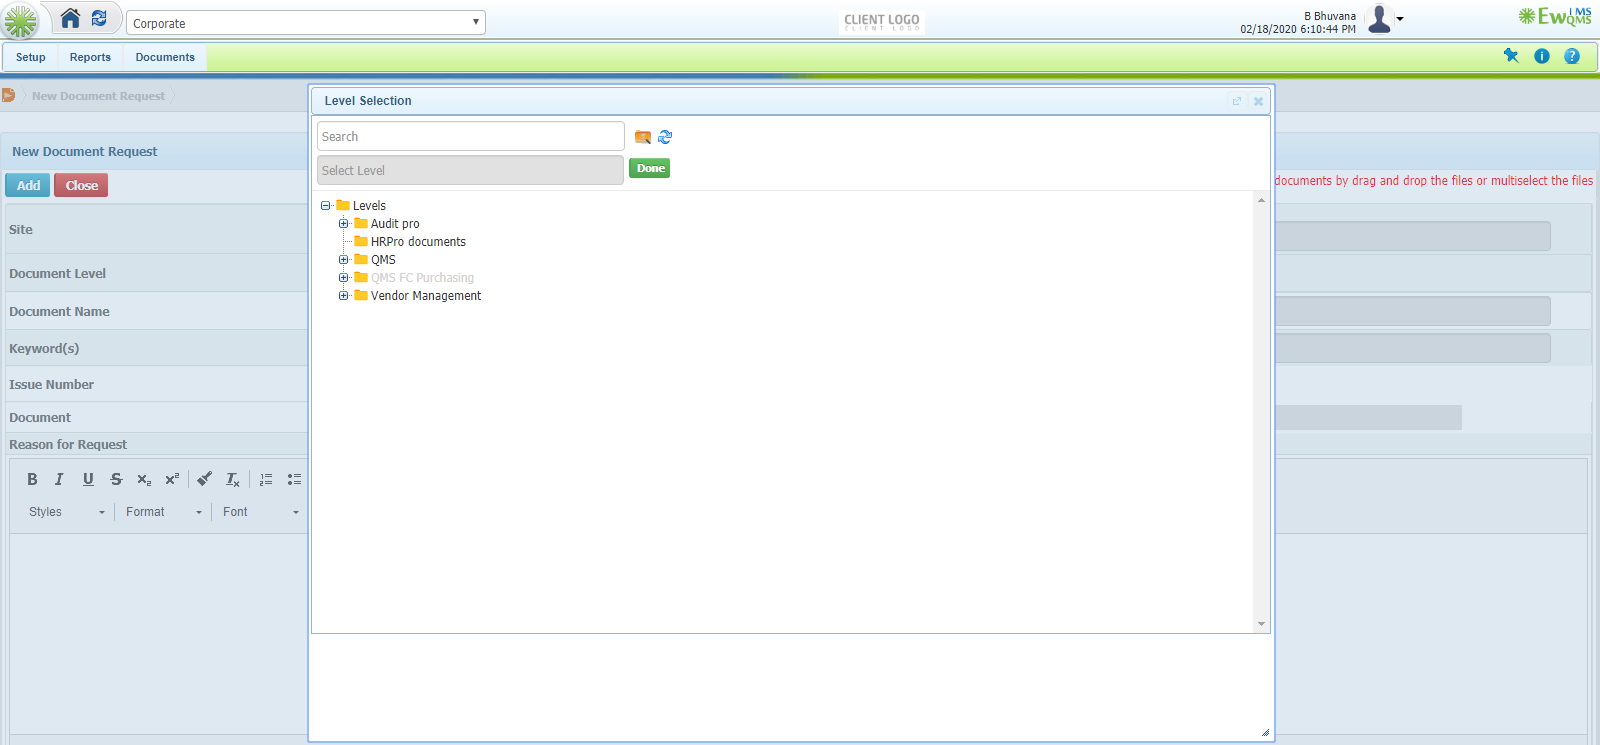 Corporate
CLIENT LOGO
CLIENT LOGO
B Bhuvana
02/18/2020 6:10:44 PM
EwQMS
IMS
Setup
Reports
Documents
New Document Request
Level Selection
Search
Select Level
Done
Levels
Audit pro
HRPro documents
QMS
QMS FC Purchasing
Vendor Management
New Document Request
Add
Close
documents by drag and drop the files or multiselect the files
Site
Document Level
Document Name
Keyword(s)
Issue Number
Document
Reason for Request
Styles
Format
Font